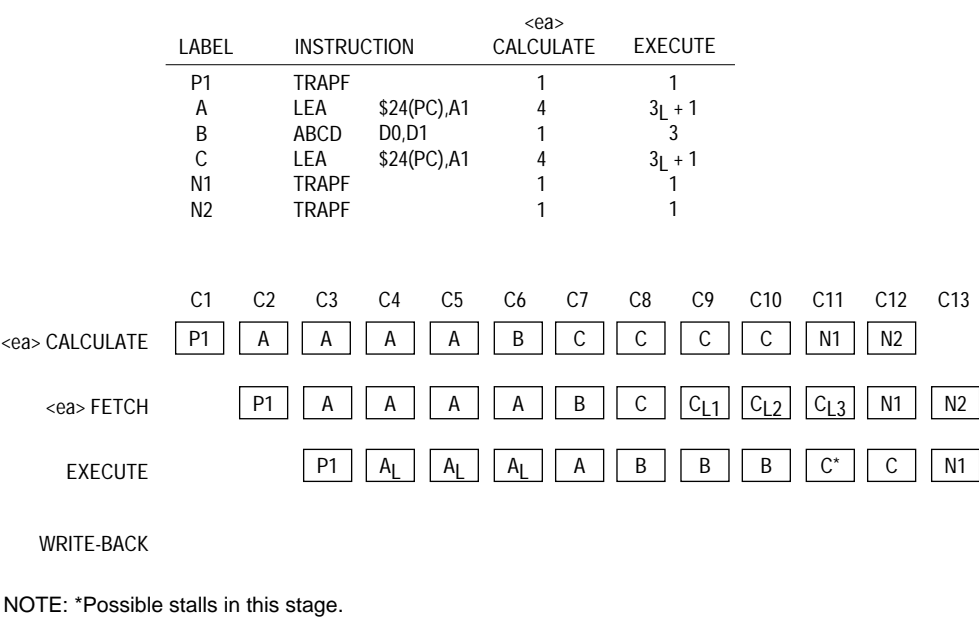 <ea>
LABEL INSTRUCTION CALCULATE EXECUTE
P1 TRAPF 1 1
A LEA $24(PC),A1 4 3L + 1
B ABCD D0,D1 1 3
C LEA $24(PC),A1 4 3L + 1
N1 TRAPF 1 1
N2 TRAPF 1 1
C1 C2 C3 C4 C5 C6 C7 C8 C9 C10 C11 C12 C13
<ea> CALCULATE P1 A A A A B C C C C N1 N2
<ea> FETCH P1 A A A A B C CL1 CL2 CL3 N1 N2
EXECUTE P1 AL AL AL A B B B C* C N1
WRITE-BACK
NOTE: *Possible stalls in this stage.